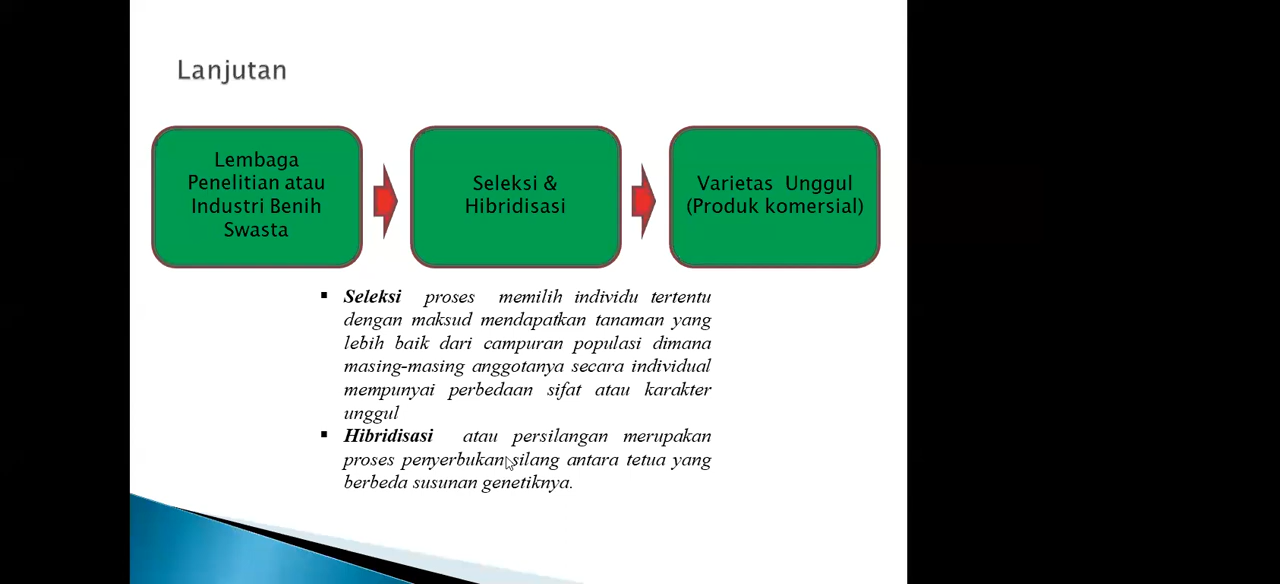 Lanjutan
Lembaga
Penelitian atau
Industri Benih
Swasta
Seleksi &
Hibridisasi
Varietas Unggul
(Produk komersial)
Seleksi proses memilih individu tertentu
dengan maksud mendapatkan tanaman yang
lebih baik dari campuran populasi dimana
masing-masing anggotanya secara individual
mempunyai perbedaan sifat atau karakter
unggul
Hibridisasi atau persilangan merupakan
proses penyerbukan silang antara tetua yang
berbeda susunan genetiknya.